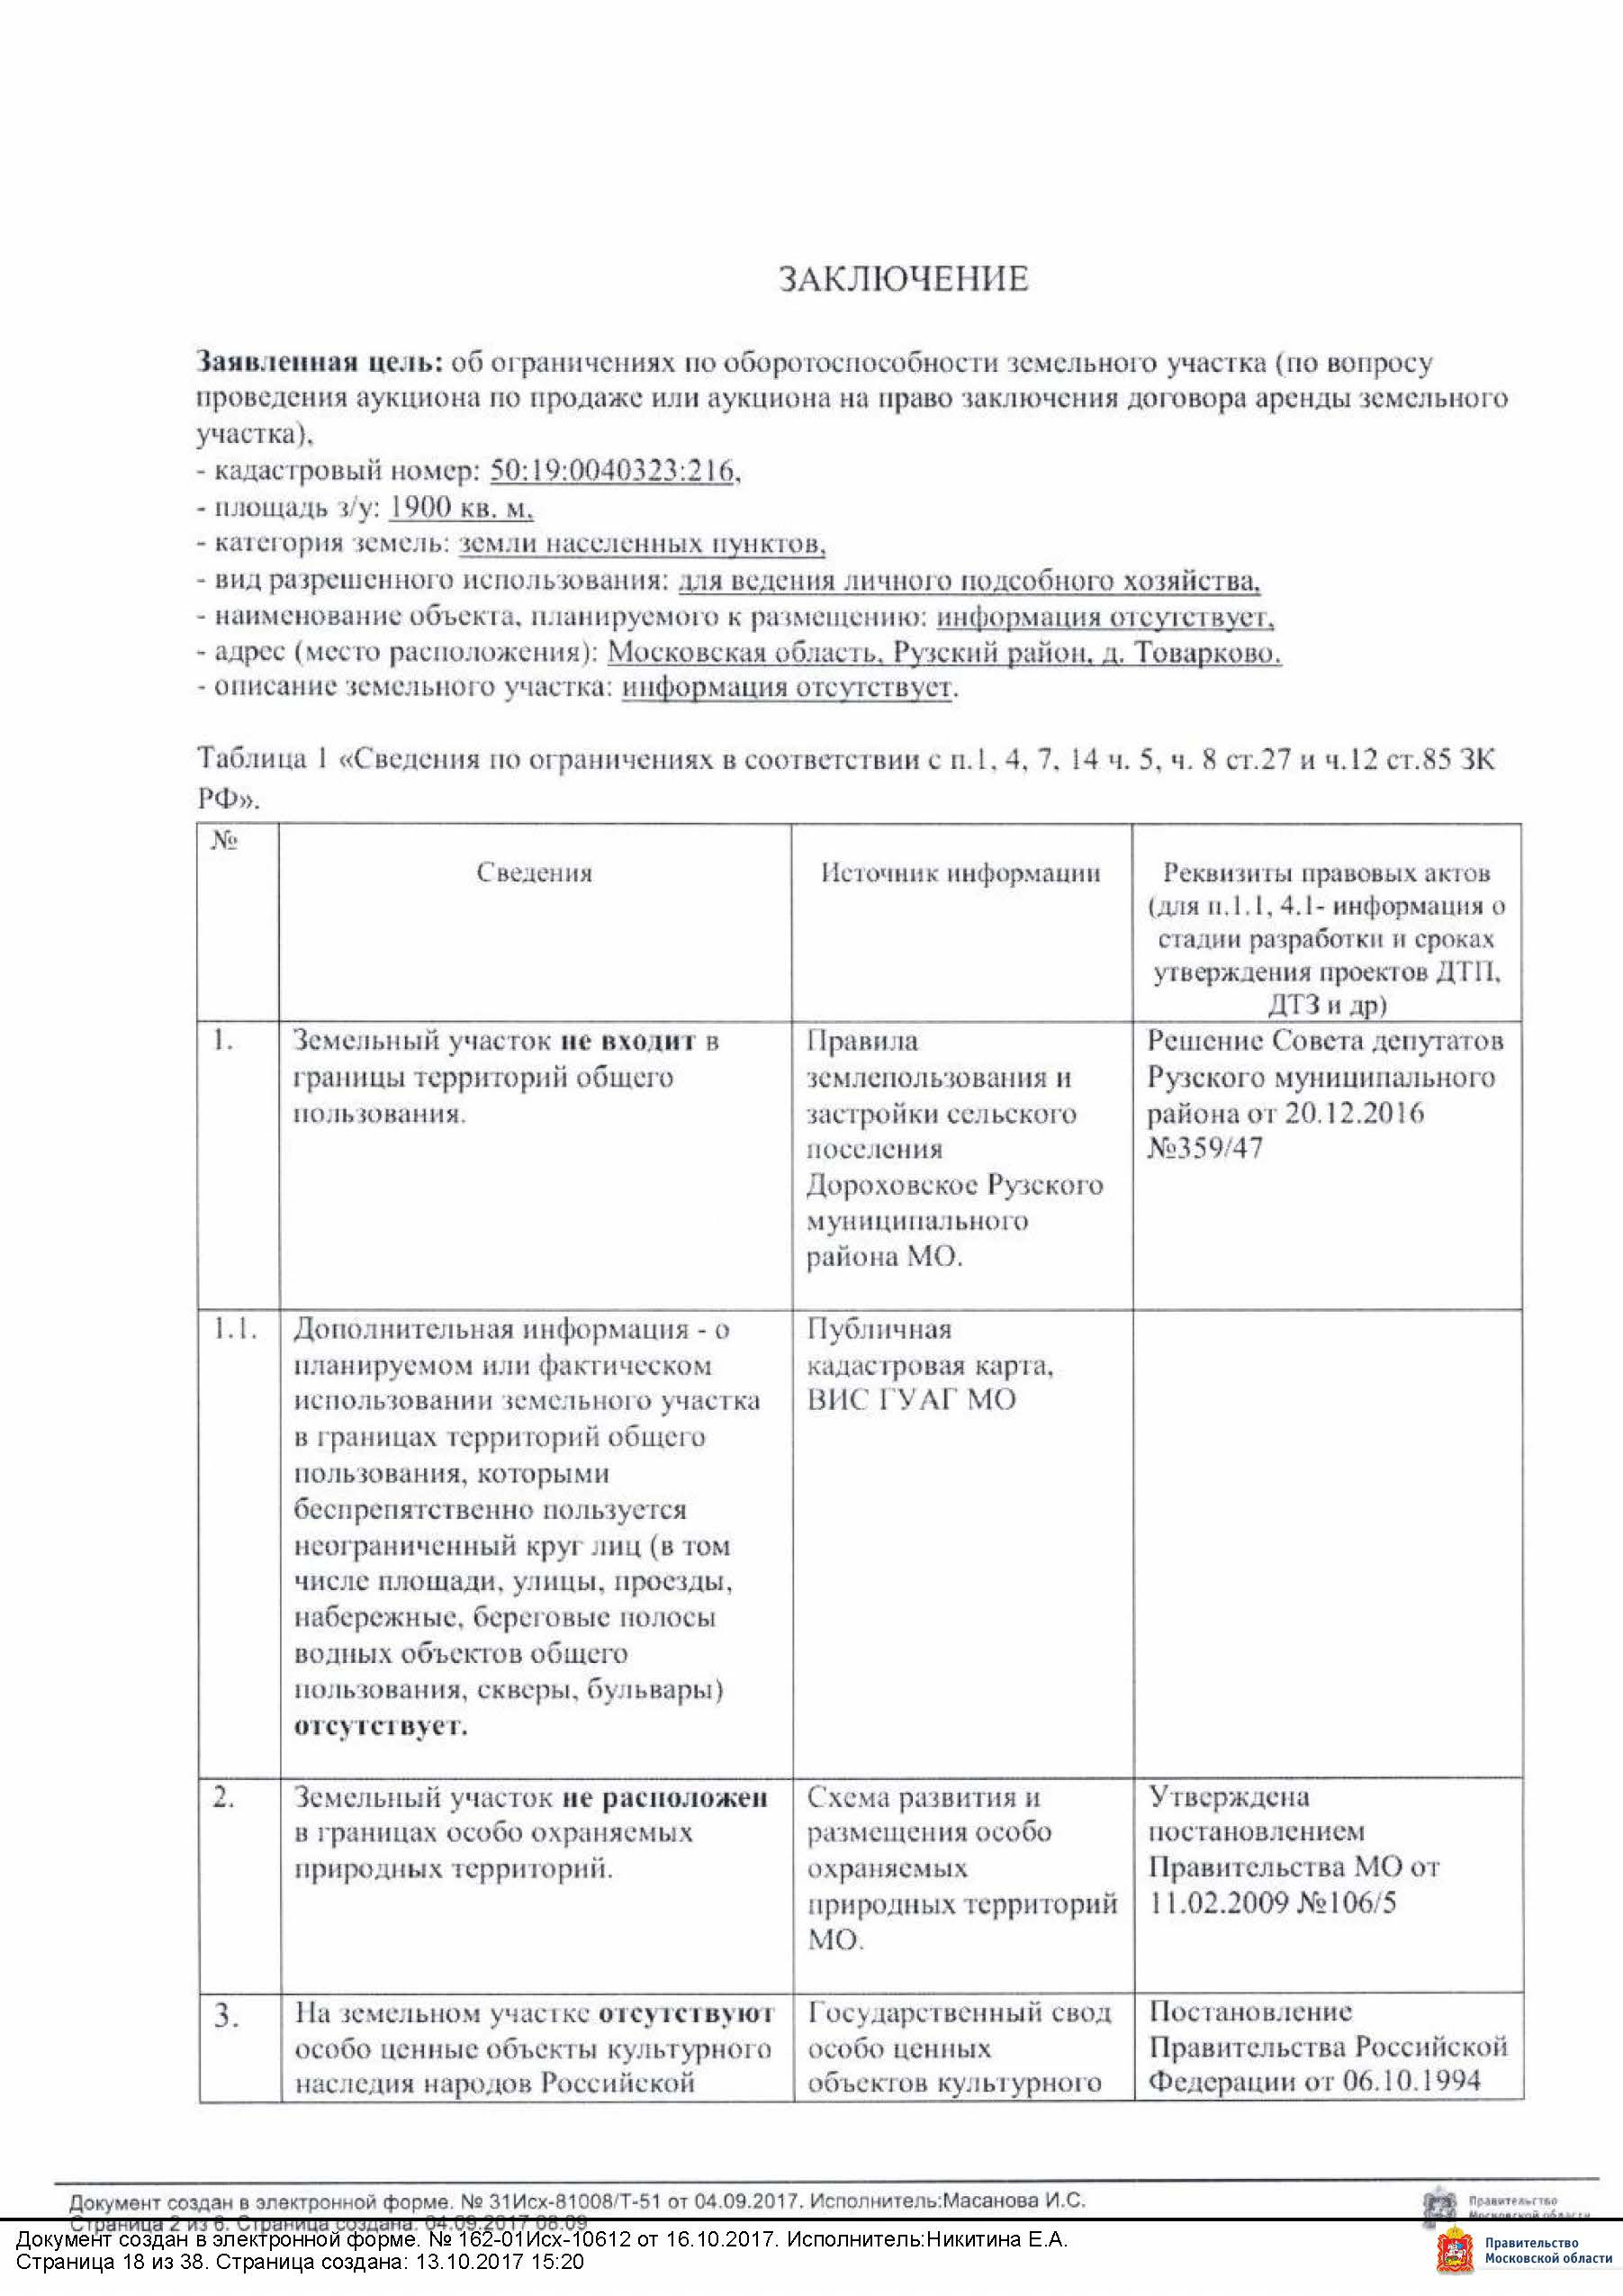 ЗАКЛЮЧЕНИЕ
Заявленная цель: об ограничениях по оборотоспособности земельного участка (по вопросу
проведения аукциона по продаже или аукциона на право заключения договора аренды земельного
участка),
- кадастровый номер: 50:19:0040323:216,
- площадь з/у: 1900 кв. м,
- категория земель: земли населенных пунктов,
- вид разрешенного использования: для ведения личного подсобного хозяйства,
- наименование объекта, планируемого к размещению: информация отсутствует,
- адрес (место расположения): Московская область, Рузский район, д. Товарково.
- описание земельного участка: информация отсутствует.
Таблица 1 «Сведения по ограничениях в соответствии с п.1, 4, 7, 14 ч. 5, ч. 8 ст.27 и ч.12 ст.85 ЗК
РФ».
№
Сведения
Источник информации
Реквизиты правовых актов
(для п.1.1, 4.1- информация о
стадии разработки и сроках
утверждения проектов ДТП,
ДТЗ и др)
1.
Земельный участок не входит в
границы территорий общего
пользования.
Правила
землепользования и
застройки сельского
поселения
Дороховское Рузского
муниципального
района МО.
Решение Совета депутатов
Рузского муниципального
района от 20.12.2016
№359/47
1.1.
Дополнительная информация - о
планируемом или фактическом
использовании земельного участка
в границах территорий общего
пользования, которыми
беспрепятственно пользуется
неограниченный круг лиц (в том
числе площади, улицы, проезды,
набережные, береговые полосы
водных объектов общего
пользования, скверы, бульвары)
отсутствует.
Публичная
кадастровая карта,
ВИС ГУАГ МО
2.
Земельный участок не расположен
в границах особо охраняемых
природных территорий.
Схема развития и
размещения особо
охраняемых
природных территорий
МО.
Утверждена
постановлением
Правительства МО от
11.02.2009 №106/5
3.
На земельном участке отсутствуют
особо ценные объекты культурного
наследия народов Российской
Государственный свод
особо ценных
объектов культурного
Постановление
Правительства Российской
Федерации от 06.10.1994
Документ создан в электронной форме. № 31Исх-81008/Т-51 от 04.09.2017. Исполнитель:Масанова И.С.
Страница 2 из 6. Страница создана: 04.09.2017 08:09
Правительство
Московской области
Документ создан в электронной форме. № 162-01Исх-10612 от 16.10.2017. Исполнитель:Никитина Е.А.
Страница 18 из 38. Страница создана: 13.10.2017 15:20
Правительство
Московской области